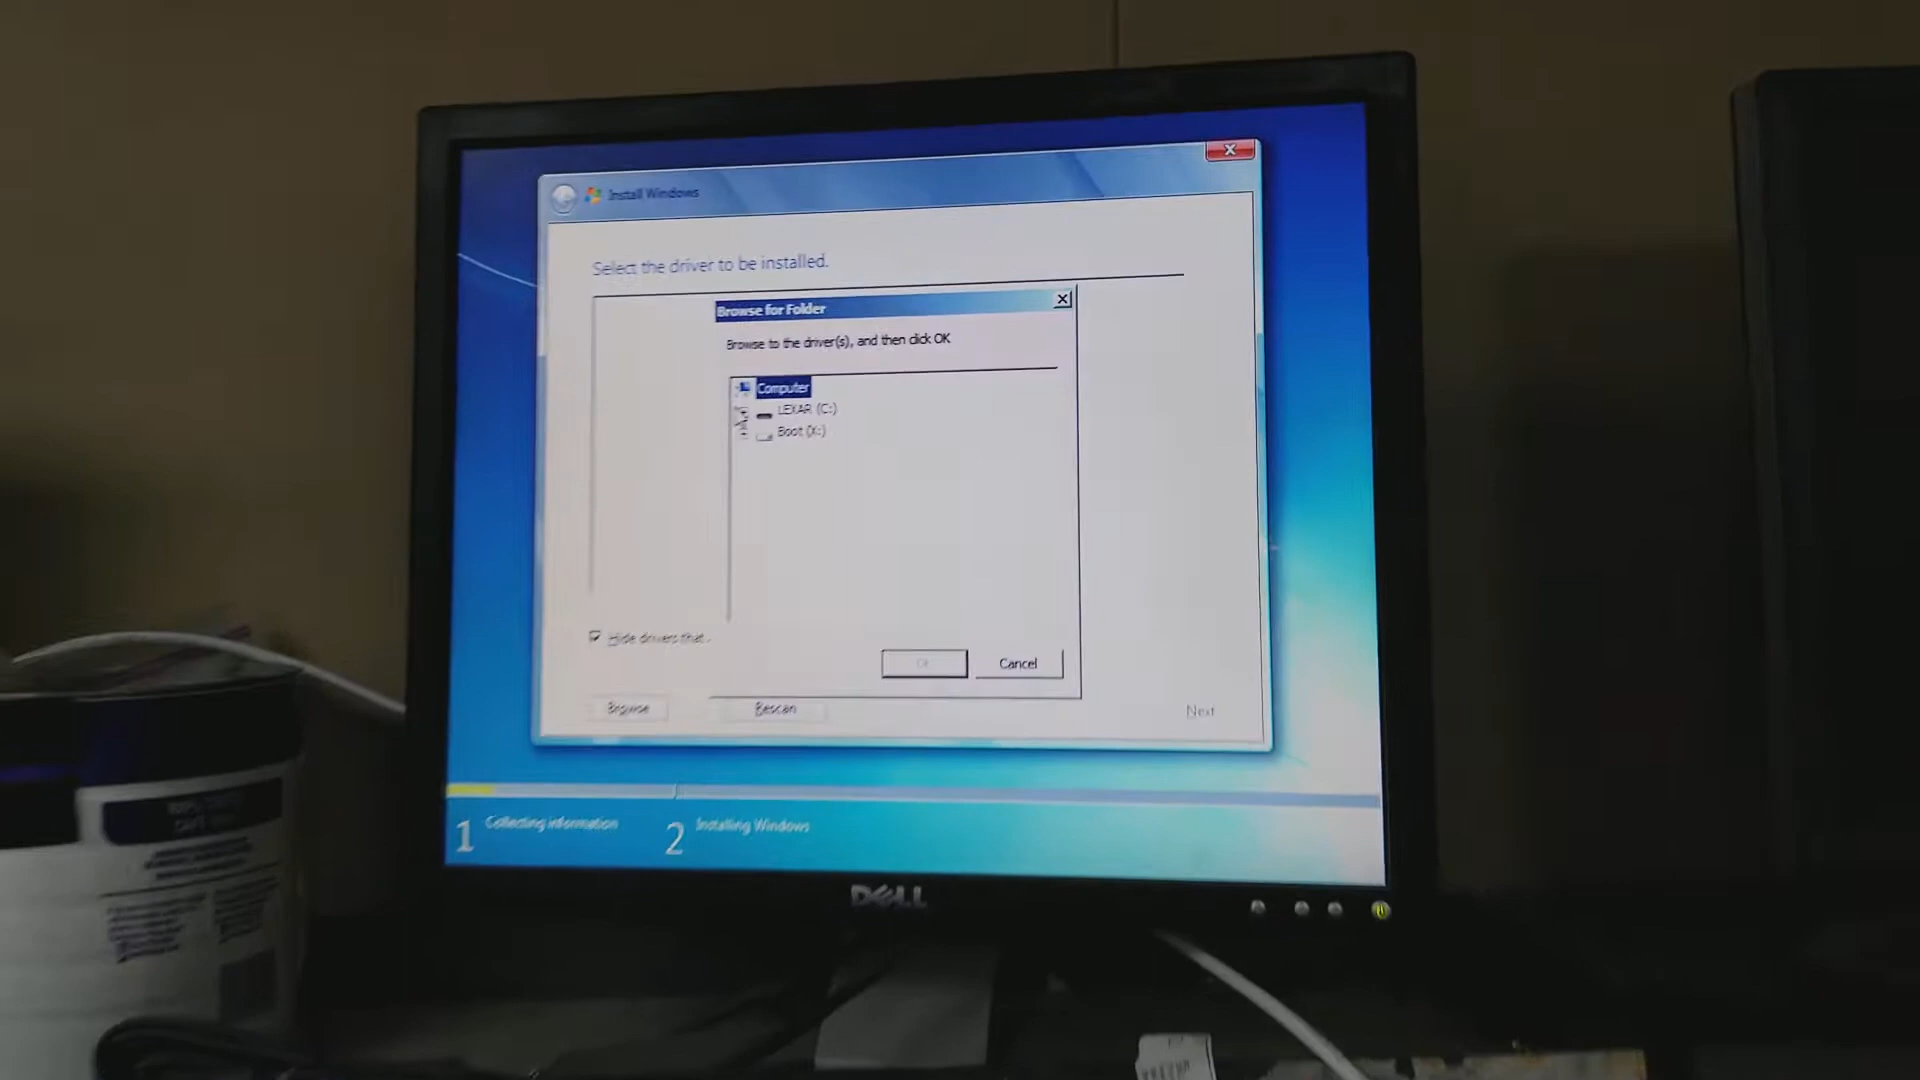 Install Windows
Select the driver to be installed.
Browse for Folder
Browse to the driver(s), and then click OK
Computer
LEXAR (C:)
Boot (X:)
Hide drivers that
OK
Cancel
Browse
Rescan
Next
1 Collecting information
2 Installing Windows
DELL